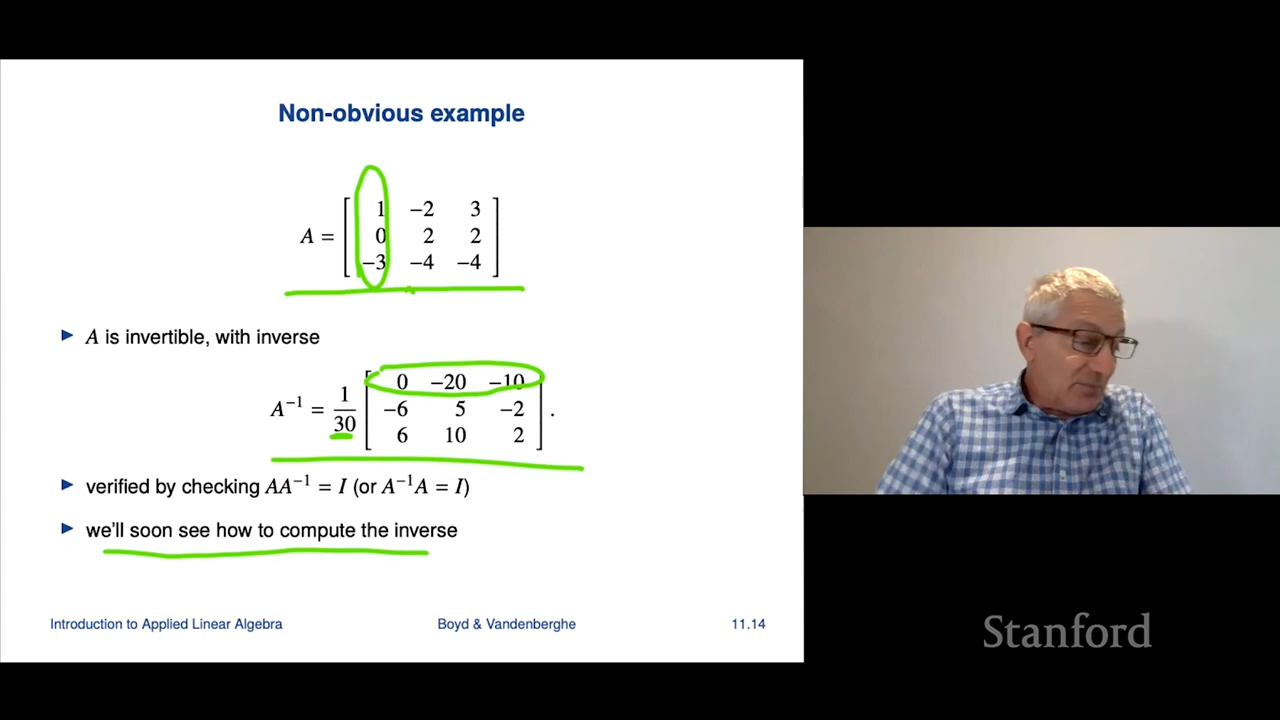 Non-obvious example
A = [ 1 −2 3
0 2 2
−3 −4 −4 ]
► A is invertible, with inverse
A⁻¹ = 1/30 [ 0 −20 −10
−6 5 −2
6 10 2 ] .
► verified by checking AA⁻¹ = I (or A⁻¹A = I)
► we'll soon see how to compute the inverse
Introduction to Applied Linear Algebra Boyd & Vandenberghe 11.14
Stanford